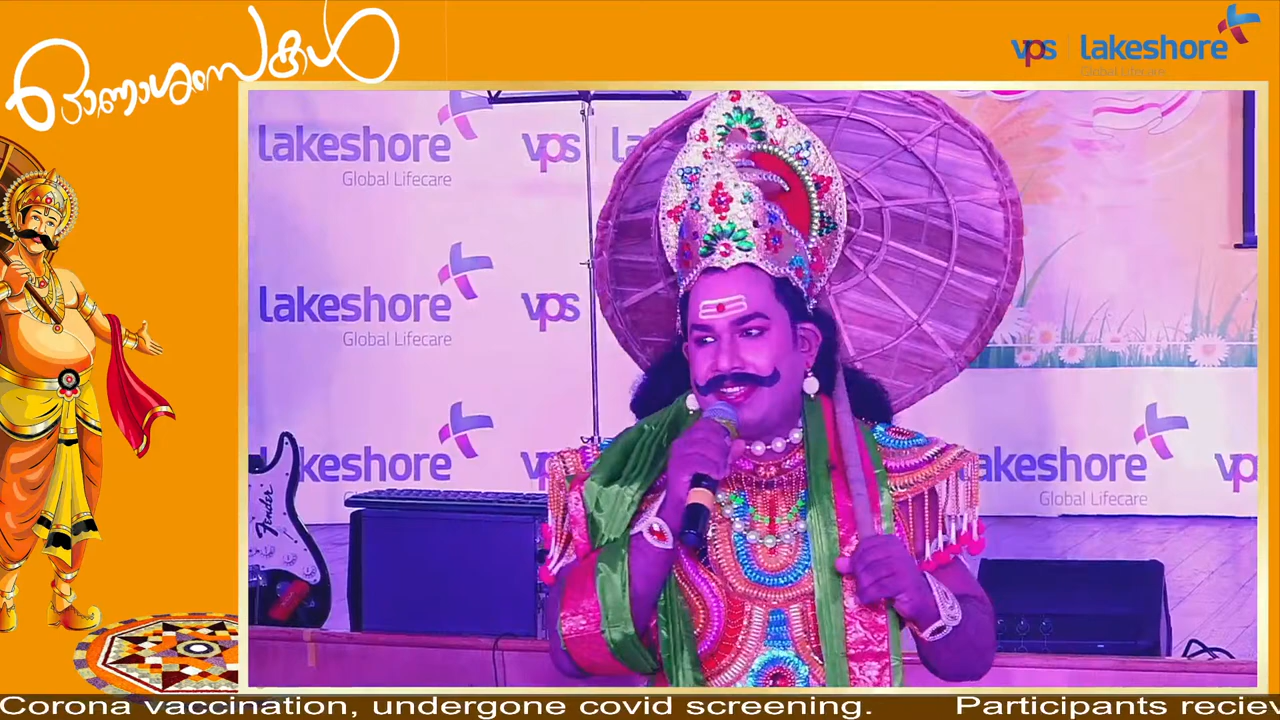 ഓണാശംസകൾ
vps lakeshore
Global Lifecare
lakeshore vps
Global Lifecare
lakeshore vps
Global Lifecare
lakeshore
lakeshore
Global Lifecare
Fender
Corona vaccination, undergone covid screening. Participants reciev